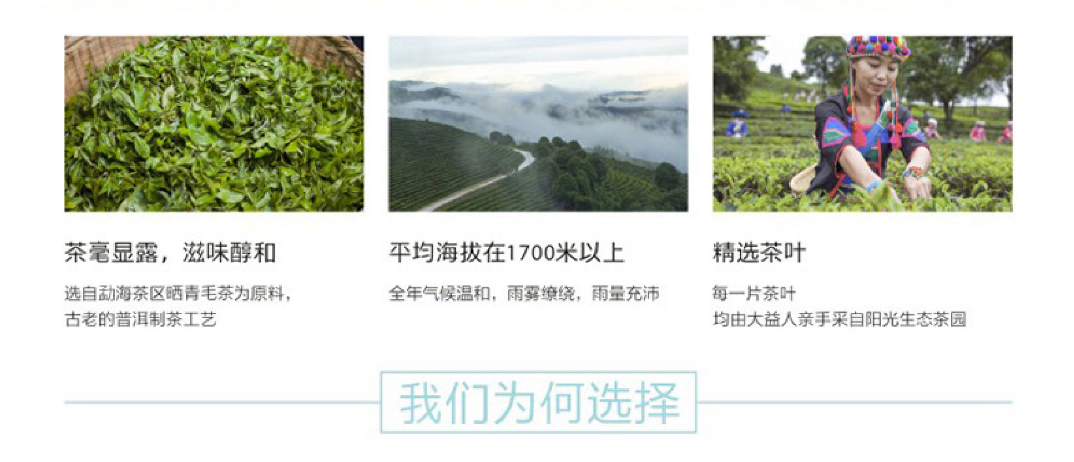 茶毫显露，滋味醇和
选自勐海茶区晒青毛茶为原料，
古老的普洱制茶工艺
平均海拔在1700米以上
全年气候温和，雨雾缭绕，雨量充沛
精选茶叶
每一片茶叶
均由大益人亲手采自阳光生态茶园
我们为何选择